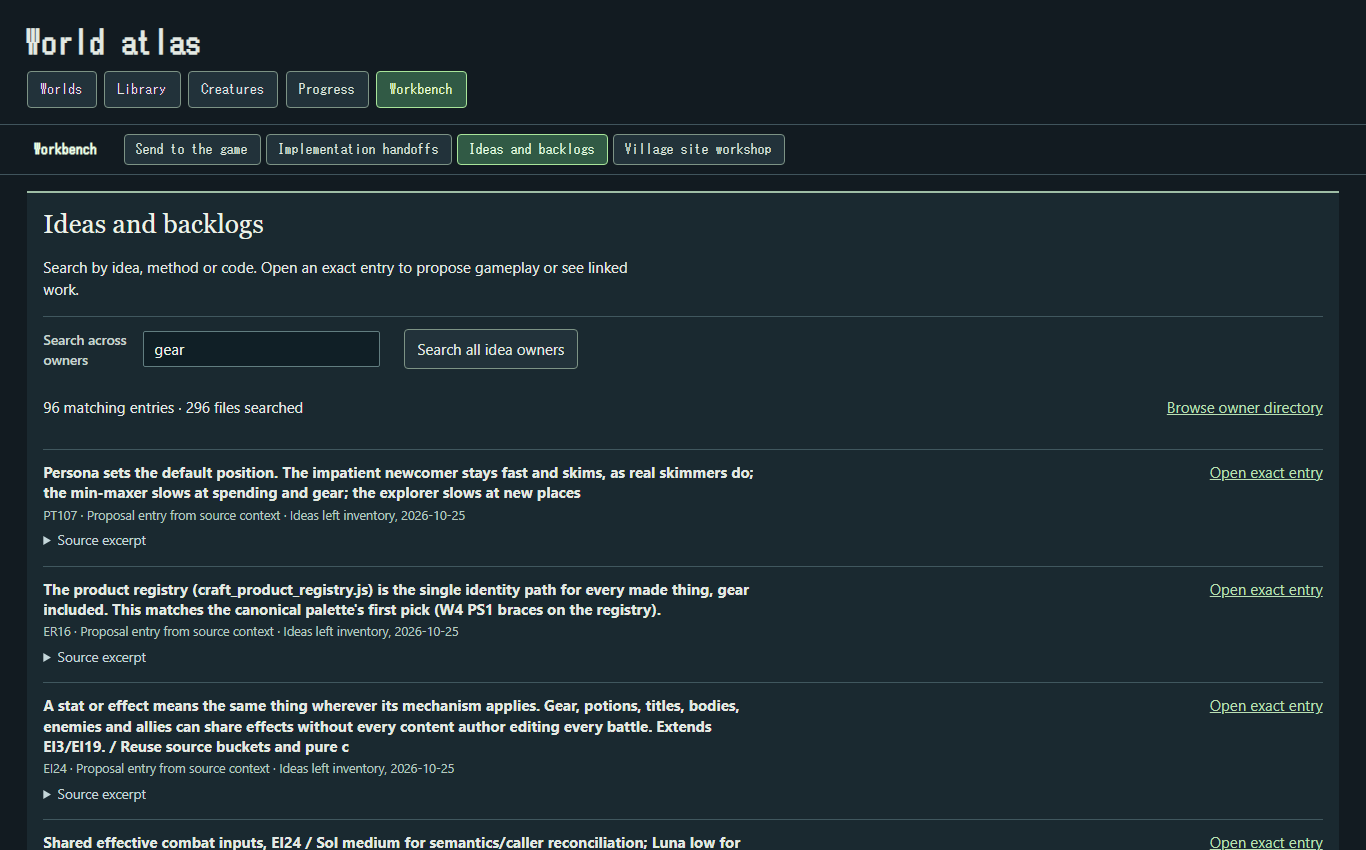 World atlas
Worlds
Library
Creatures
Progress
Workbench
Workbench
Send to the game
Implementation handoffs
Ideas and backlogs
Village site workshop
Ideas and backlogs
Search by idea, method or code. Open an exact entry to propose gameplay or see linked
work.
Search across
owners
gear
Search all idea owners
96 matching entries · 296 files searched
Browse owner directory
Persona sets the default position. The impatient newcomer stays fast and skims, as real skimmers do;
the min-maxer slows at spending and gear; the explorer slows at new places
Open exact entry
PT107 · Proposal entry from source context · Ideas left inventory, 2026-10-25
Source excerpt
The product registry (craft_product_registry.js) is the single identity path for every made thing, gear
included. This matches the canonical palette's first pick (W4 PS1 braces on the registry).
Open exact entry
ER16 · Proposal entry from source context · Ideas left inventory, 2026-10-25
Source excerpt
A stat or effect means the same thing wherever its mechanism applies. Gear, potions, titles, bodies,
enemies and allies can share effects without every content author editing every battle. Extends
EI3/EI19. / Reuse source buckets and pure c
Open exact entry
EI24 · Proposal entry from source context · Ideas left inventory, 2026-10-25
Source excerpt
Shared effective combat inputs, EI24 / Sol medium for semantics/caller reconciliation; Luna low for
Open exact entry